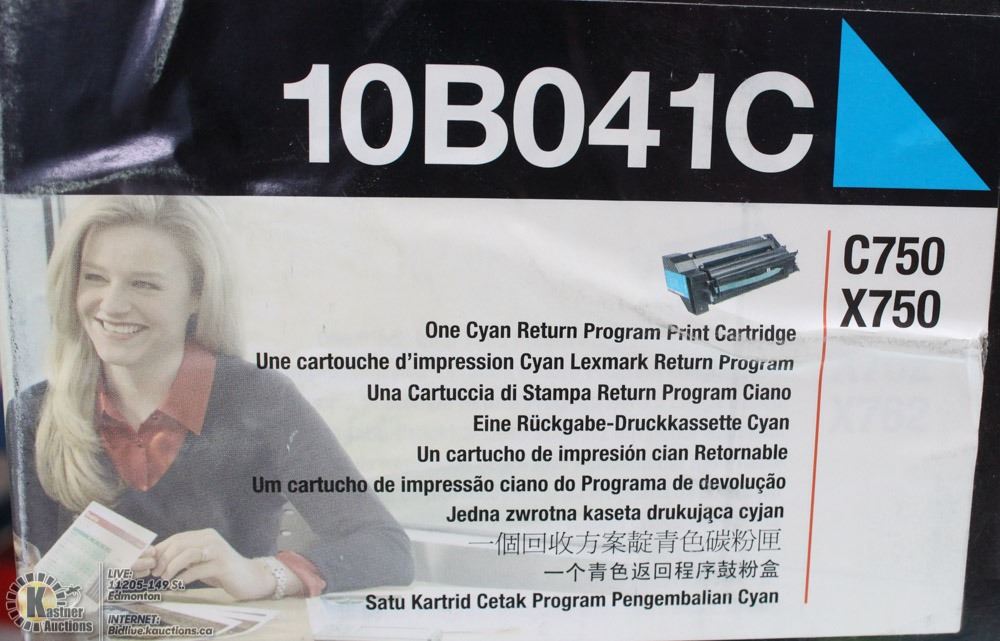 10B041C
C750
X750
One Cyan Return Program Print Cartridge
Une cartouche d'impression Cyan Lexmark Return Program
Una Cartuccia di Stampa Return Program Ciano
Eine Rückgabe-Druckkassette Cyan
Un cartucho de impresión cian Retornable
Um cartucho de impressão ciano do Programa de devolução
Jedna zwrotna kaseta drukująca cyjan
一個回收方案靛青色碳粉匣
一个青色返回程序鼓粉盒
Satu Kartrid Cetak Program Pengembalian Cyan
X762
Kastner
Auctions
LIVE:
11205-149 St.
Edmonton
INTERNET:
Bidlive.kauctions.ca